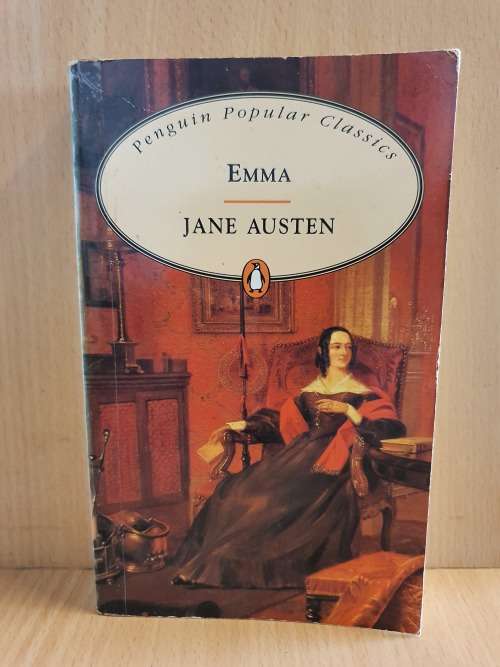 Penguin Popular Classics
EMMA
JANE AUSTEN